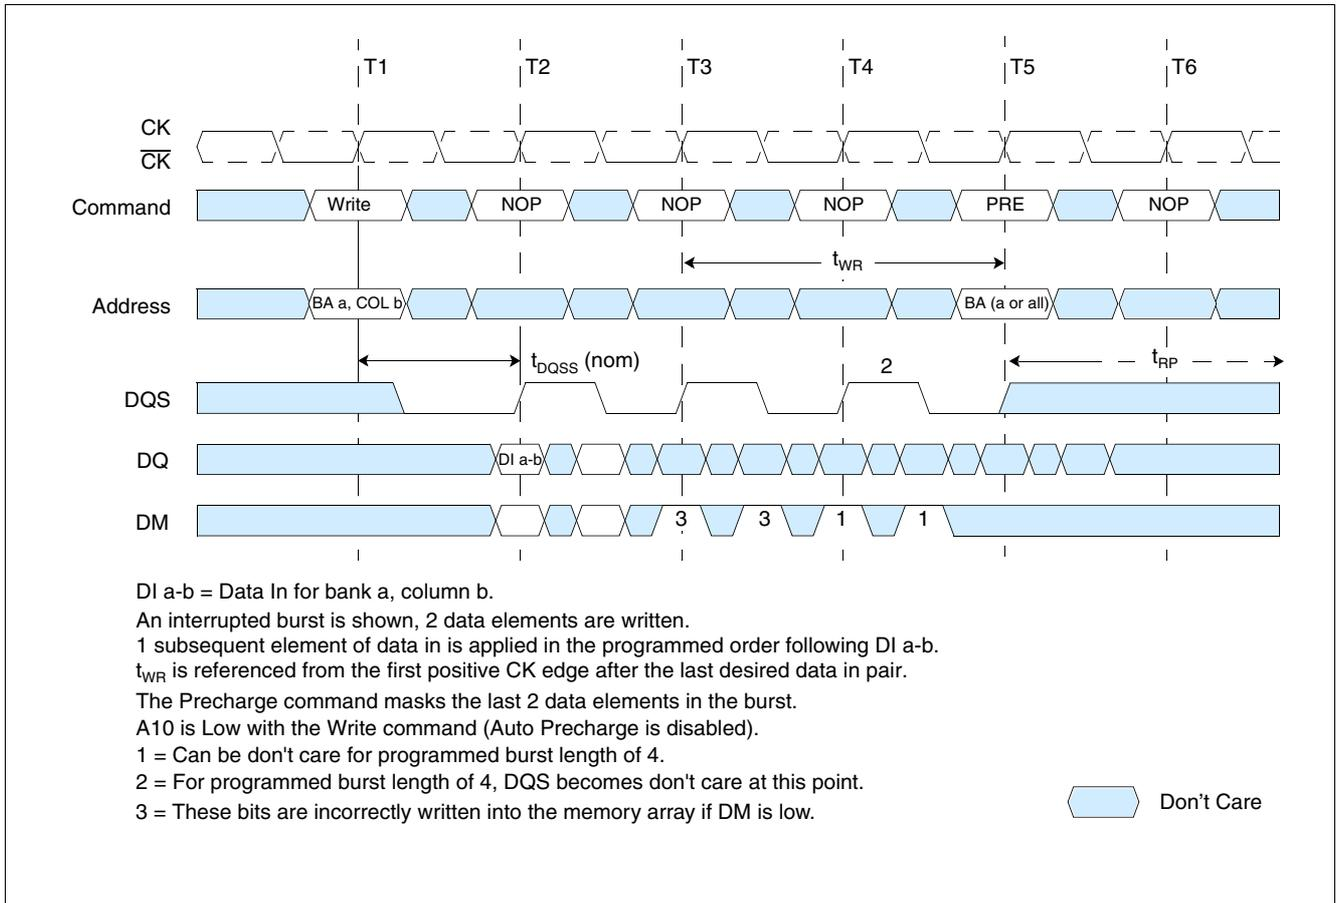 T1 T2 T3 T4 T5 T6
CK
CK
Command Write NOP NOP NOP PRE NOP
tWR
Address BA a, COL b BA (a or all)
tDQSS (nom) 2 tRP
DQS
DQ DI a-b
DM 3 3 1 1
DI a-b = Data In for bank a, column b.
An interrupted burst is shown, 2 data elements are written.
1 subsequent element of data in is applied in the programmed order following DI a-b.
tWR is referenced from the first positive CK edge after the last desired data in pair.
The Precharge command masks the last 2 data elements in the burst.
A10 is Low with the Write command (Auto Precharge is disabled).
1 = Can be don't care for programmed burst length of 4.
2 = For programmed burst length of 4, DQS becomes don't care at this point.
3 = These bits are incorrectly written into the memory array if DM is low.
Don't Care